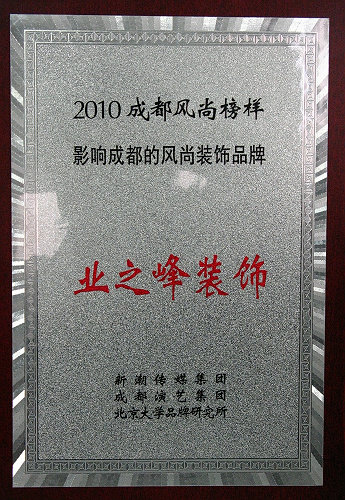 2010成都风尚榜样
影响成都的风尚装饰品牌
业之峰装饰
新潮传媒集团
成都演艺集团
北京大学品牌研究所